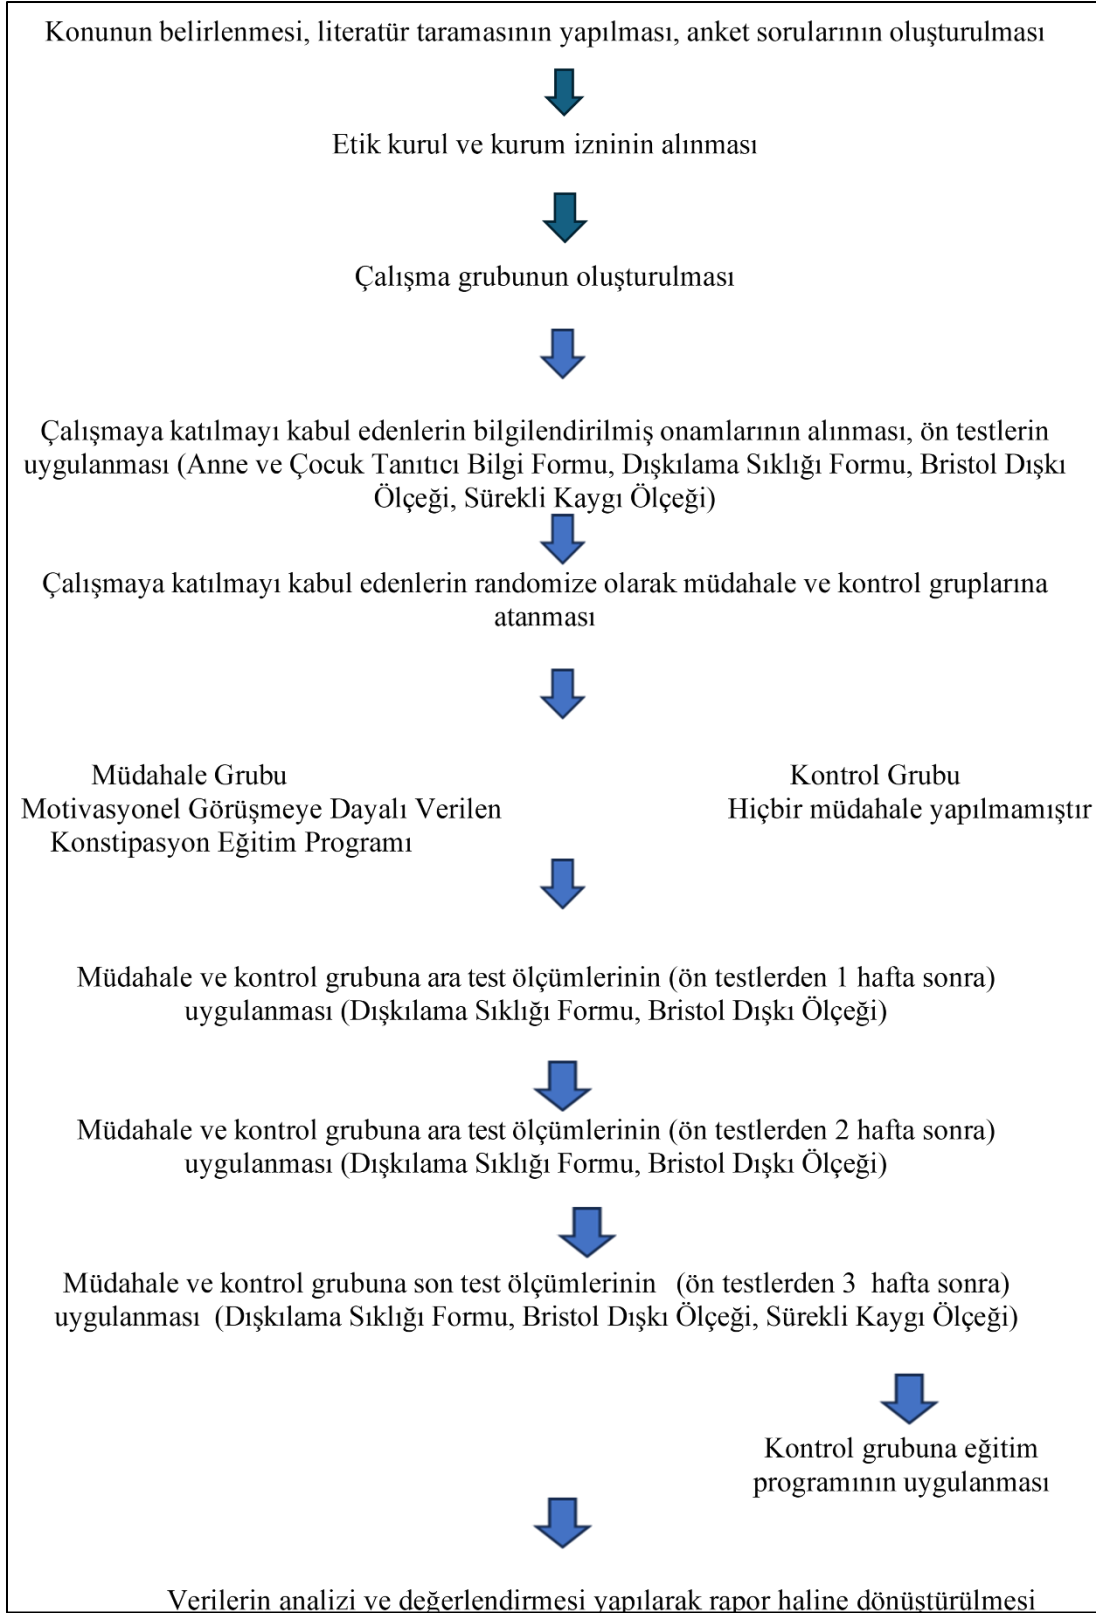 Konunun belirlenmesi, literatür taramasının yapılması, anket sorularının oluşturulması
Etik kurul ve kurum izninin alınması
Çalışma grubunun oluşturulması
Çalışmaya katılmayı kabul edenlerin bilgilendirilmiş onamlarının alınması, ön testlerin
uygulanması (Anne ve Çocuk Tanıtıcı Bilgi Formu, Dışkılama Sıklığı Formu, Bristol Dışkı
Ölçeği, Sürekli Kaygı Ölçeği)
Çalışmaya katılmayı kabul edenlerin randomize olarak müdahale ve kontrol gruplarına
atanması
Müdahale Grubu
Motivasyonel Görüşmeye Dayalı Verilen
Konstipasyon Eğitim Programı
Kontrol Grubu
Hiçbir müdahale yapılmamıştır
Müdahale ve kontrol grubuna ara test ölçümlerinin (ön testlerden 1 hafta sonra)
uygulanması (Dışkılama Sıklığı Formu, Bristol Dışkı Ölçeği)
Müdahale ve kontrol grubuna ara test ölçümlerinin (ön testlerden 2 hafta sonra)
uygulanması (Dışkılama Sıklığı Formu, Bristol Dışkı Ölçeği)
Müdahale ve kontrol grubuna son test ölçümlerinin (ön testlerden 3 hafta sonra)
uygulanması (Dışkılama Sıklığı Formu, Bristol Dışkı Ölçeği, Sürekli Kaygı Ölçeği)
Kontrol grubuna eğitim
programının uygulanması
Verilerin analizi ve değerlendirmesi yapılarak rapor haline dönüştürülmesi